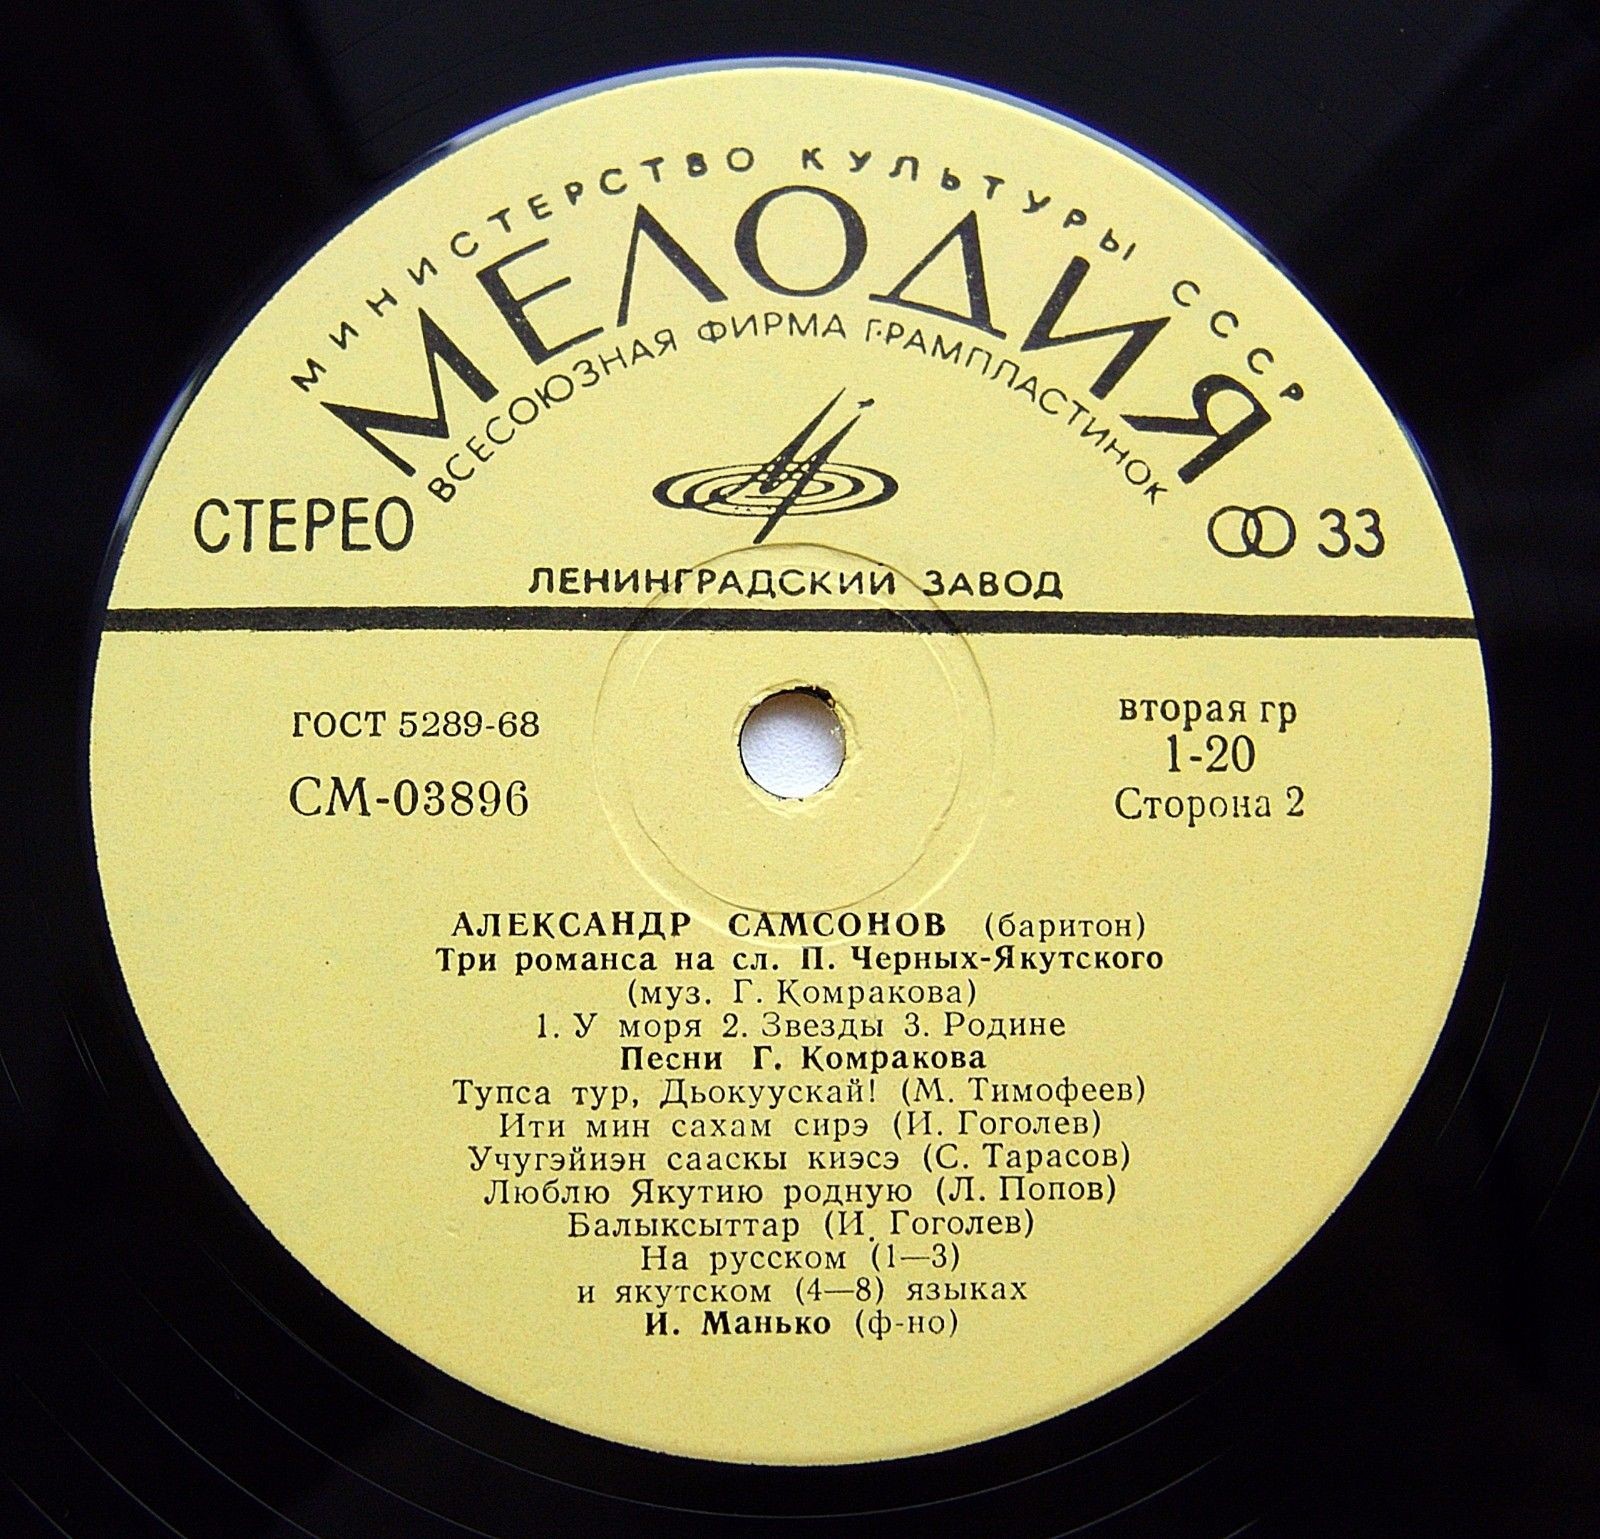 МИНИСТЕРСТВО КУЛЬТУРЫ СССР
МЕЛОДИЯ
ВСЕСОЮЗНАЯ ФИРМА ГРАМПЛАСТИНОК
СТЕРЕО
33
ЛЕНИНГРАДСКИЙ ЗАВОД
ГОСТ 5289-68
СМ-03896
вторая гр
1-20
Сторона 2
АЛЕКСАНДР САМСОНОВ (баритон)
Три романса на сл. П. Черных-Якутского
(муз. Г. Комракова)
1. У моря 2. Звезды 3. Родине
Песни Г. Комракова
Тупса тур, Дьокуускай! (М. Тимофеев)
Ити мин сахам сирэ (И. Гоголев)
Учугэйиэн сааскы киэсэ (С. Тарасов)
Люблю Якутию родную (Л. Попов)
Балыксыттар (И. Гоголев)
На русском (1—3)
и якутском (4—8) языках
И. Манько (ф-но)